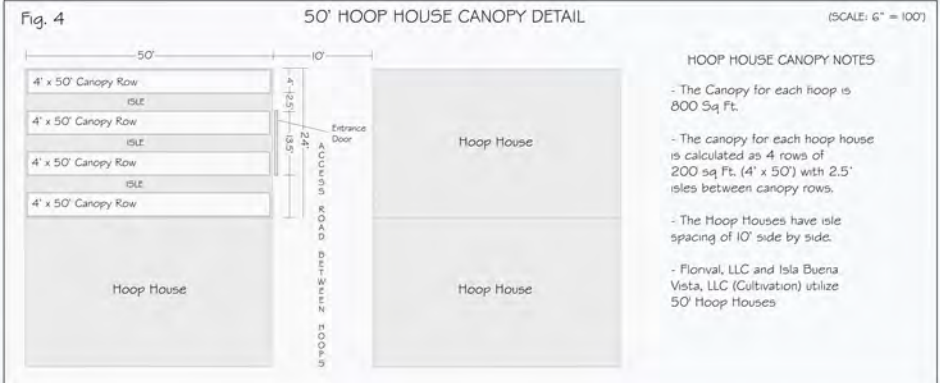 Fig. 4
50' HOOP HOUSE CANOPY DETAIL
(SCALE: 6" = 100')
50'
10'
4' x 50' Canopy Row
ISLE
4' x 50' Canopy Row
ISLE
4' x 50' Canopy Row
ISLE
4' x 50' Canopy Row
4'
2.5'
13.5'
24'
Entrance
Door
ACCESS ROAD BETWEEN HOOPS
Hoop House
Hoop House
Hoop House
HOOP HOUSE CANOPY NOTES
- The Canopy for each hoop is
800 Sq Ft.
- The canopy for each hoop house
is calculated as 4 rows of
200 sq Ft. (4' x 50') with 2.5'
isles between canopy rows.
- The Hoop Houses have isle
spacing of 10' side by side.
- Flonval, LLC and Isla Buena
Vista, LLC (Cultivation) utilize
50' Hoop Houses